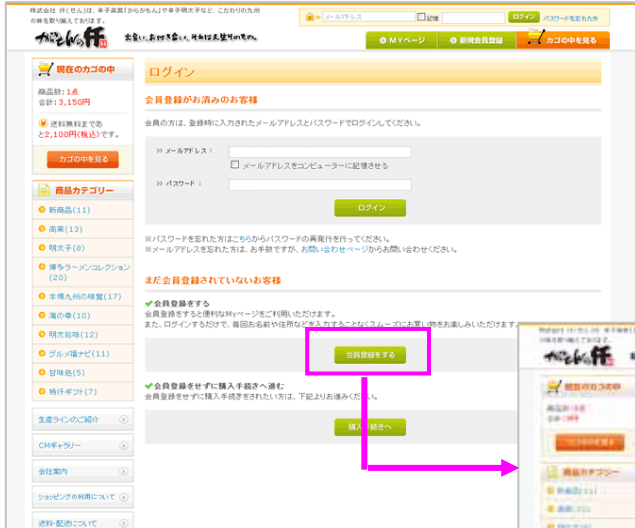 株式会社 仟(せん)は、辛子高菜「からかもん」や辛子明太子など、こだわりの九州
の味を取り揃えております。
メールアドレス
記憶
ログイン
パスワードを忘れた方
出会い、お付き合い、それは天登りのもの。
MYページ
新規会員登録
カゴの中を見る
現在のカゴの中
商品数:1点
合計:3,150円
送料無料まであ
と2,100円(税込)です。
カゴの中を見る
商品カテゴリー
新商品(11)
高菜(13)
明太子(8)
博多ラーメンコレクション
(20)
本場九州の味覚(17)
海の幸(10)
明太珍味(12)
グルメ福ナビ(11)
甘味処(5)
特仟ギフト(7)
生産ラインのご紹介
CMギャラリー
会社案内
ショッピングの利用について
送料・配送について
ログイン
会員登録がお済みのお客様
会員の方は、登録時に入力されたメールアドレスとパスワードでログインしてください。
>> メールアドレス :
メールアドレスをコンピューターに記憶させる
>> パスワード :
ログイン
※パスワードを忘れた方はこちらからパスワードの再発行を行ってください。
※メールアドレスを忘れた方は、お手数ですが、お問い合わせページからお問い合わせください。
まだ会員登録されていないお客様
会員登録をする
会員登録をすると便利なMyページをご利用いただけます。
また、ログインするだけで、毎回お名前や住所などを入力することなくスムーズにお買い物をお楽しみいただけます。
会員登録をする
会員登録をせずに購入手続きへ進む
会員登録をせずに購入手続きをされたい方は、下記よりお進みください。
購入手続きへ
現在のカゴの中
商品カテゴリー